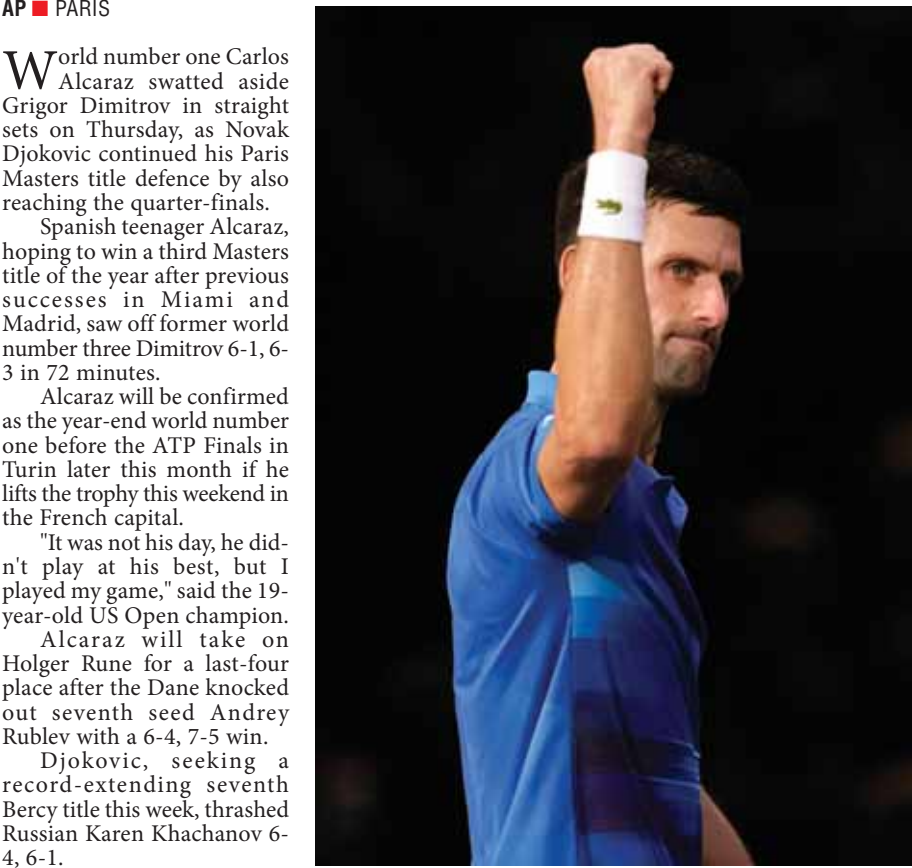 AP ■ PARIS
World number one Carlos
Alcaraz swatted aside
Grigor Dimitrov in straight
sets on Thursday, as Novak
Djokovic continued his Paris
Masters title defence by also
reaching the quarter-finals.
Spanish teenager Alcaraz,
hoping to win a third Masters
title of the year after previous
successes in Miami and
Madrid, saw off former world
number three Dimitrov 6-1, 6-
3 in 72 minutes.
Alcaraz will be confirmed
as the year-end world number
one before the ATP Finals in
Turin later this month if he
lifts the trophy this weekend in
the French capital.
"It was not his day, he did-
n't play at his best, but I
played my game," said the 19-
year-old US Open champion.
Alcaraz will take on
Holger Rune for a last-four
place after the Dane knocked
out seventh seed Andrey
Rublev with a 6-4, 7-5 win.
Djokovic, seeking a
record-extending seventh
Bercy title this week, thrashed
Russian Karen Khachanov 6-
4, 6-1.